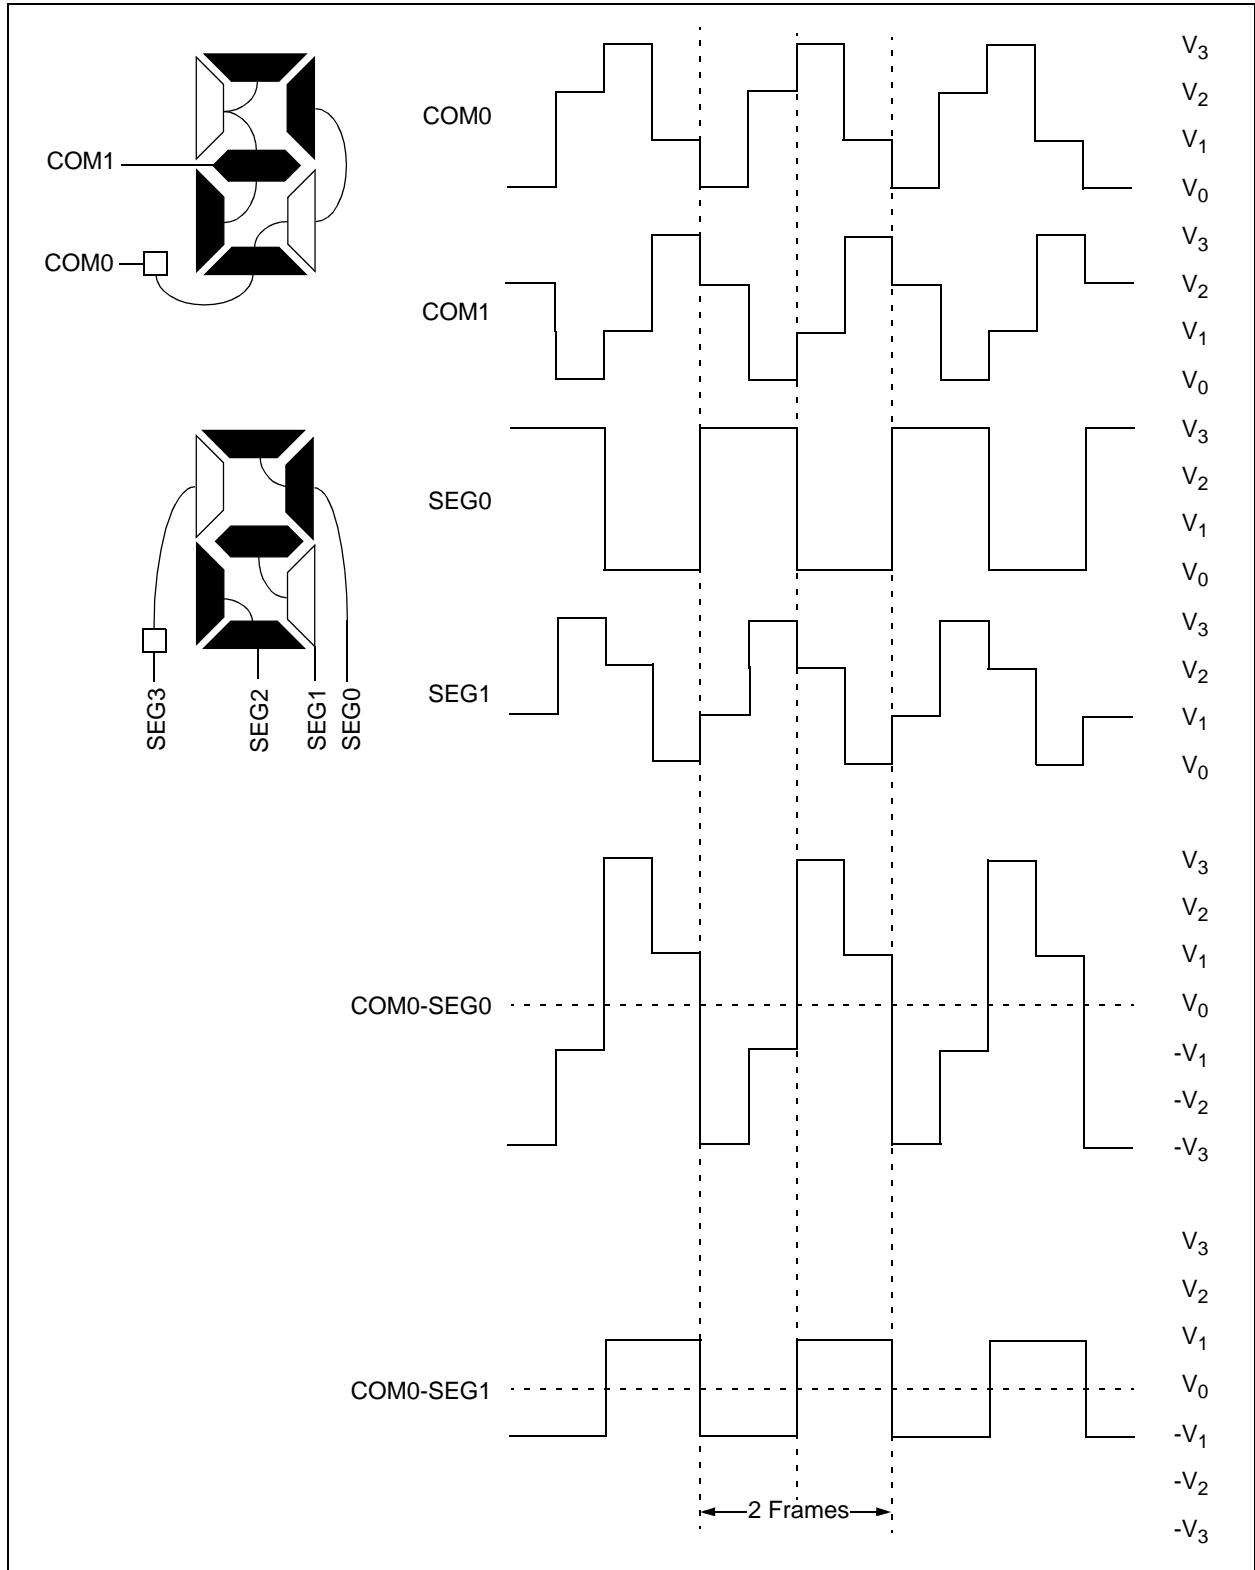 COM1
COM0
SEG3
SEG2
SEG1
SEG0
COM0
V3
V2
V1
V0
COM1
V3
V2
V1
V0
SEG0
V3
V2
V1
V0
SEG1
V3
V2
V1
V0
COM0-SEG0
V3
V2
V1
V0
-V1
-V2
-V3
COM0-SEG1
V3
V2
V1
V0
-V1
-V2
-V3
2 Frames